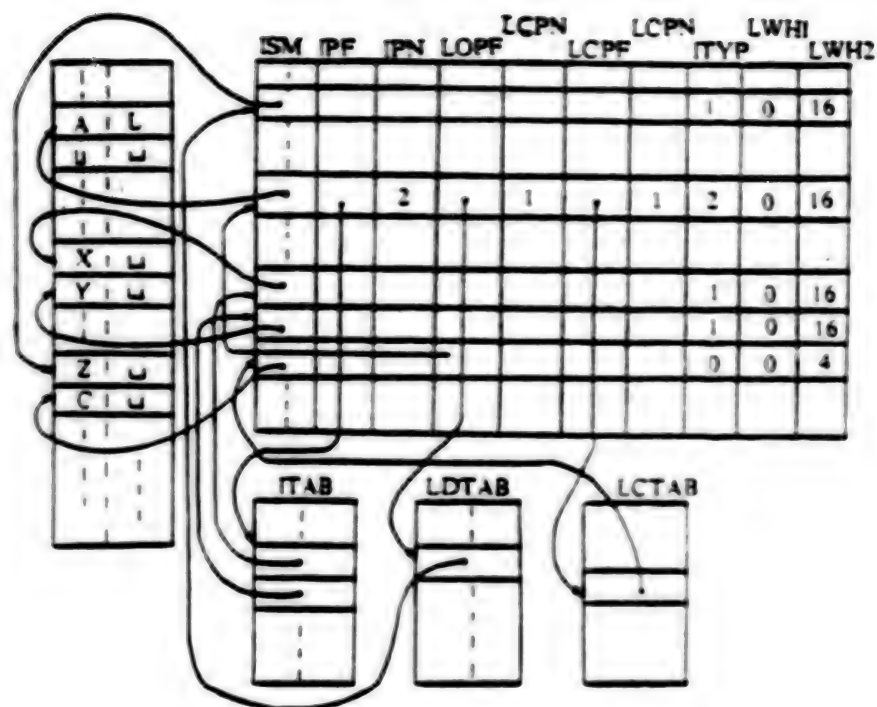 ISM IPF IPN LOPF LCPN LCPF LCPN ITYP LWHI LWH2
A L 1 0 16
U ␣
2 1 1 2 0 16
X ␣
Y ␣ 1 0 16
1 0 16
Z ␣ 0 0 4
C ␣
ITAB LDTAB LCTAB